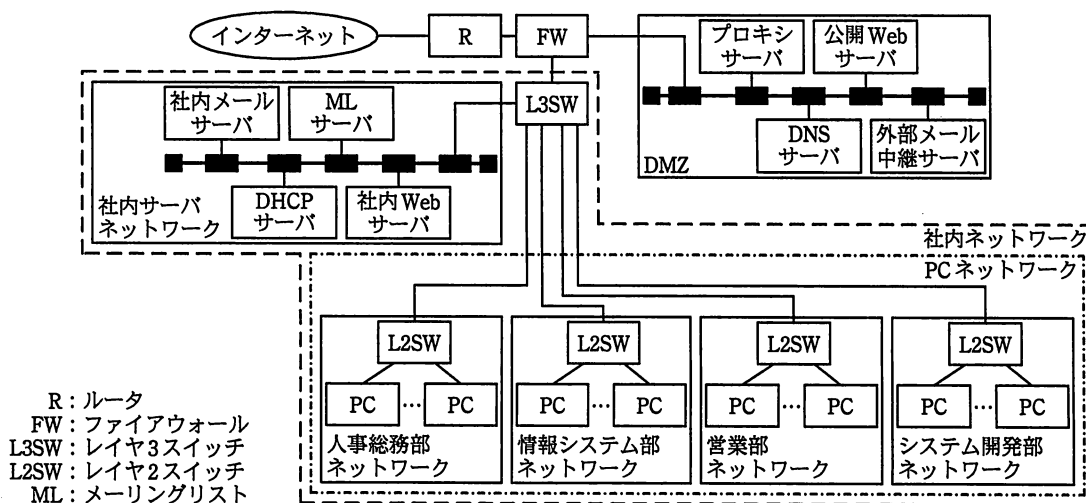 インターネット
R
FW
プロキシ
サーバ
公開Web
サーバ
DNS
サーバ
外部メール
中継サーバ
DMZ
L3SW
社内メール
サーバ
ML
サーバ
DHCP
サーバ
社内Web
サーバ
社内サーバ
ネットワーク
社内ネットワーク
PCネットワーク
L2SW
L2SW
L2SW
L2SW
PC … PC
PC … PC
PC … PC
PC … PC
人事総務部
ネットワーク
情報システム部
ネットワーク
営業部
ネットワーク
システム開発部
ネットワーク
R：ルータ
FW：ファイアウォール
L3SW：レイヤ3スイッチ
L2SW：レイヤ2スイッチ
ML：メーリングリスト